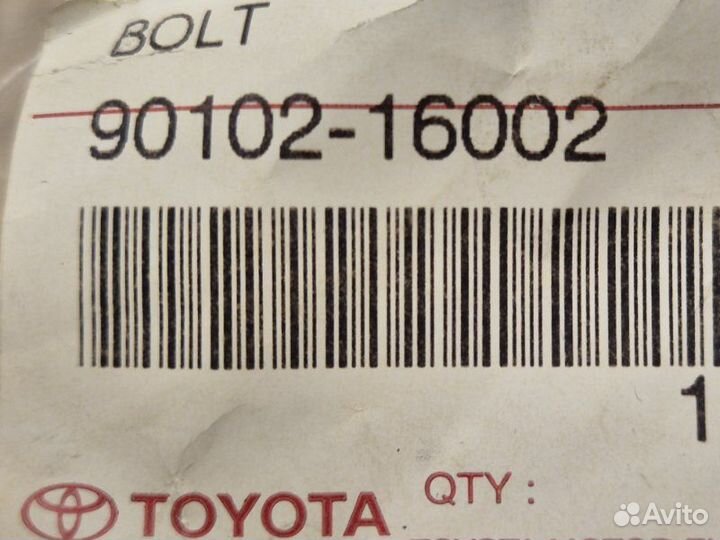 BOLT
90102-16002
1
TOYOTA
QTY :
Avito